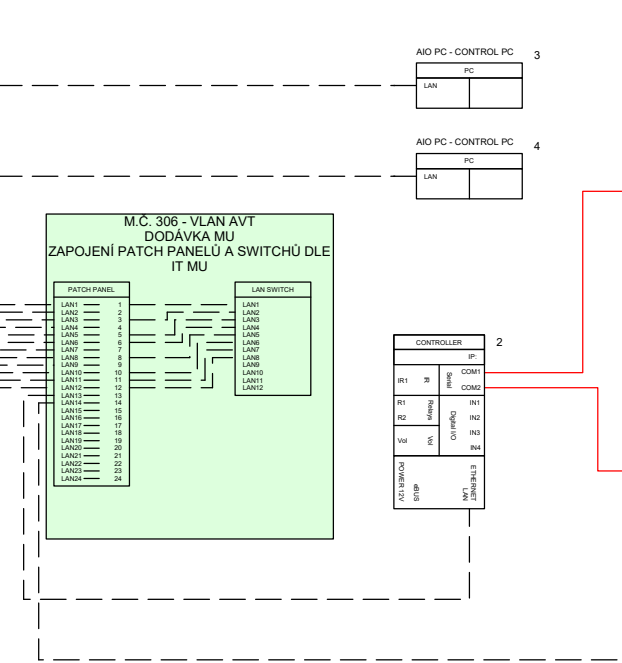 AIO PC - CONTROL PC 3
PC
LAN
AIO PC - CONTROL PC 4
PC
LAN
M.Č. 306 - VLAN AVT
DODÁVKA MU
ZAPOJENÍ PATCH PANELŮ A SWITCHŮ DLE
IT MU
PATCH PANEL
LAN1 1
LAN2 2
LAN3 3
LAN4 4
LAN5 5
LAN6 6
LAN7 7
LAN8 8
LAN9 9
LAN10 10
LAN11 11
LAN12 12
LAN13 13
LAN14 14
LAN15 15
LAN16 16
LAN17 17
LAN18 18
LAN19 19
LAN20 20
LAN21 21
LAN22 22
LAN23 23
LAN24 24
LAN SWITCH
LAN1
LAN2
LAN3
LAN4
LAN5
LAN6
LAN7
LAN8
LAN9
LAN10
LAN11
LAN12
CONTROLLER 2
IP:
IR1 IR Serial COM1
COM2
R1 Relays Digital I/O IN1
R2 IN2
Vol Vol IN3
IN4
POWER 12V eBUS ETHERNET
LAN